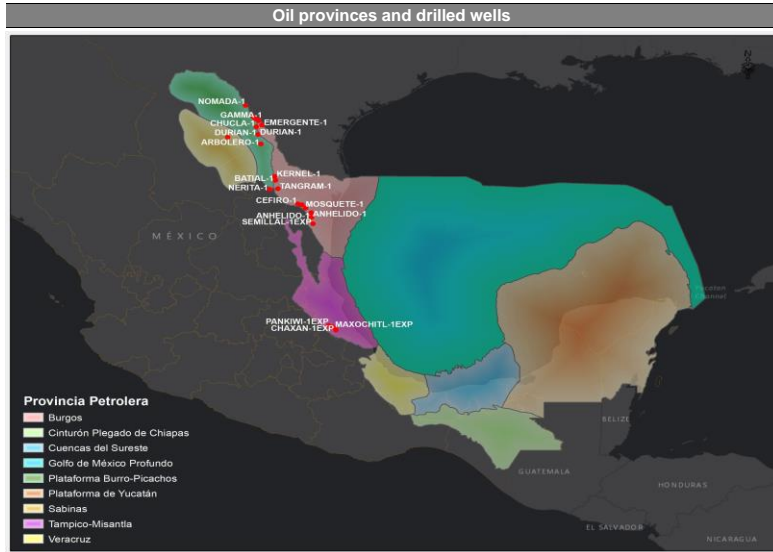 Oil provinces and drilled wells
NOMADA-1
GAMMA-1
EMERGENTE-1
CHUCLA-1
DURIAN-1
DURIAN-1
ARBOLERO-1
KERNEL-1
BATIAL-1
NERITA-1
TANGRAM-1
CEFIRO-1
MOSQUETE-1
ANHELIDO-1
ANHELIDO-1
SEMILLAL-1EXP
MÉXICO
Yucatan
Channel
PANKIWI-1EXP
MAXOCHITL-1EXP
CHAXAN-1EXP
Provincia Petrolera
Burgos
Cinturón Plegado de Chiapas
Cuencas del Sureste
Golfo de México Profundo
Plataforma Burro-Picachos
Plataforma de Yucatán
Sabinas
Tampico-Misantla
Veracruz
BELIZE
GUATEMALA
HONDURAS
EL SALVADOR
NICARAGUA